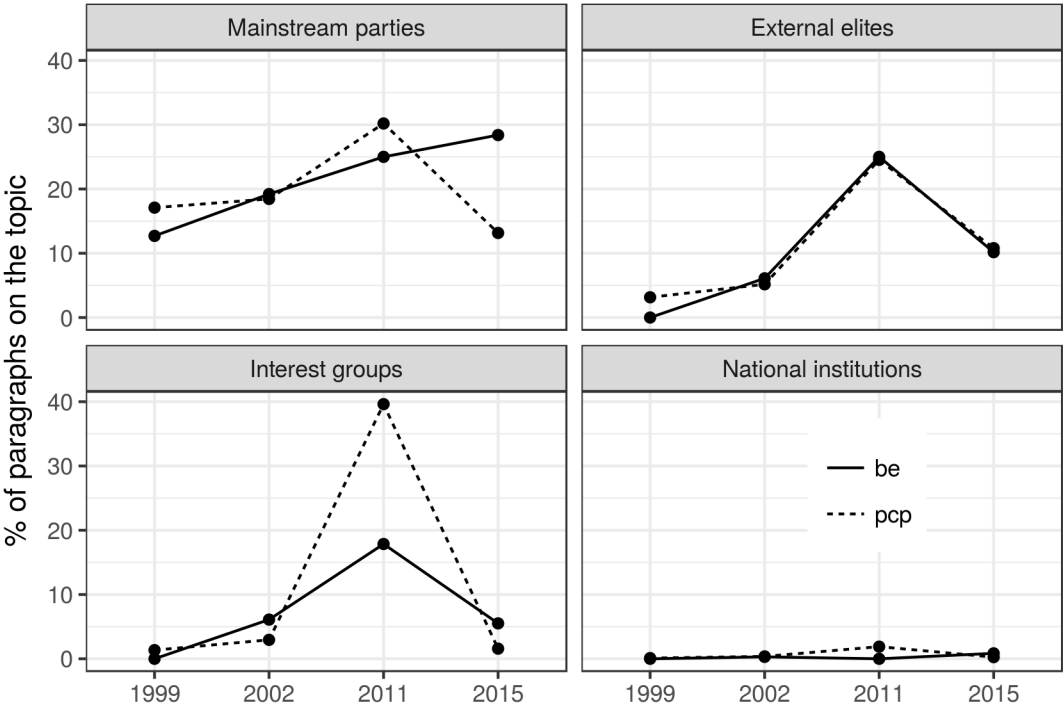 Mainstream parties
External elites
40
30
20
10
0
% of paragraphs on the topic
Interest groups
National institutions
40
30
20
10
0
be
pcp
1999 2002 2011 2015 1999 2002 2011 2015